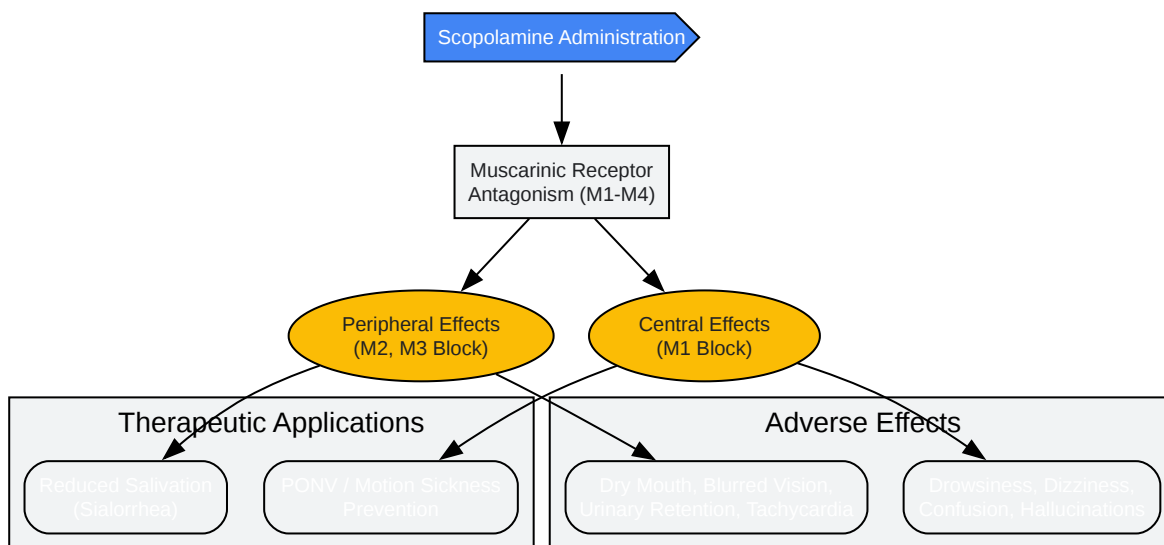 Scopolamine Administration
Muscarinic Receptor
Antagonism (M1-M4)
Peripheral Effects
(M2, M3 Block)
Central Effects
(M1 Block)
Therapeutic Applications
Adverse Effects
Reduced Salivation
(Sialorrhea)
PONV / Motion Sickness
Prevention
Dry Mouth, Blurred Vision,
Urinary Retention, Tachycardia
Drowsiness, Dizziness,
Confusion, Hallucinations